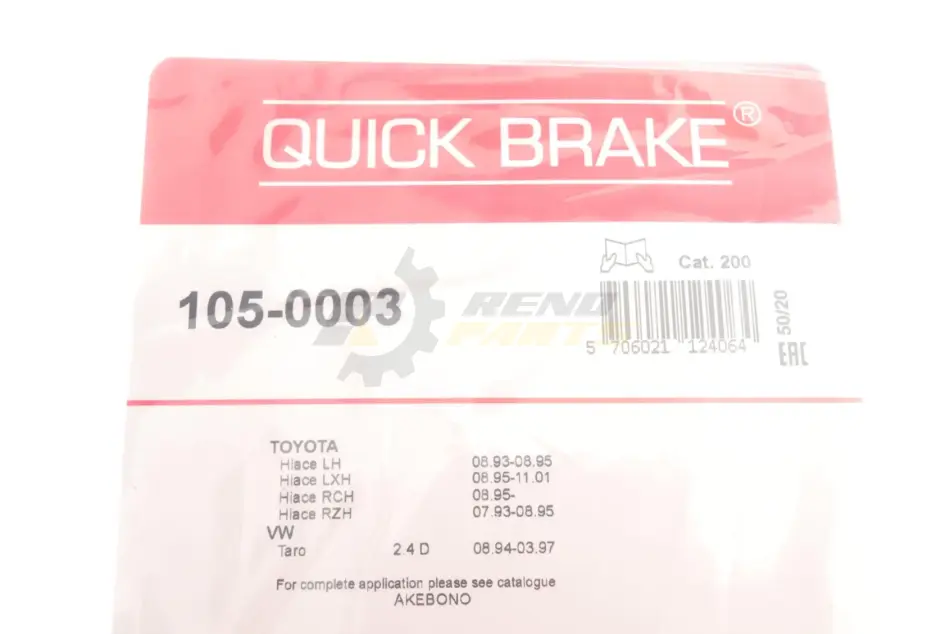 QUICK BRAKE®
Cat. 200
105-0003
REND
PARTS
5 706021 124064
50/20
EAC
TOYOTA
Hiace LH 08.93-08.95
Hiace LXH 08.95-11.01
Hiace RCH 08.95-
Hiace RZH 07.93-08.95
VW
Taro 2.4 D 08.94-03.97
For complete application please see catalogue
AKEBONO